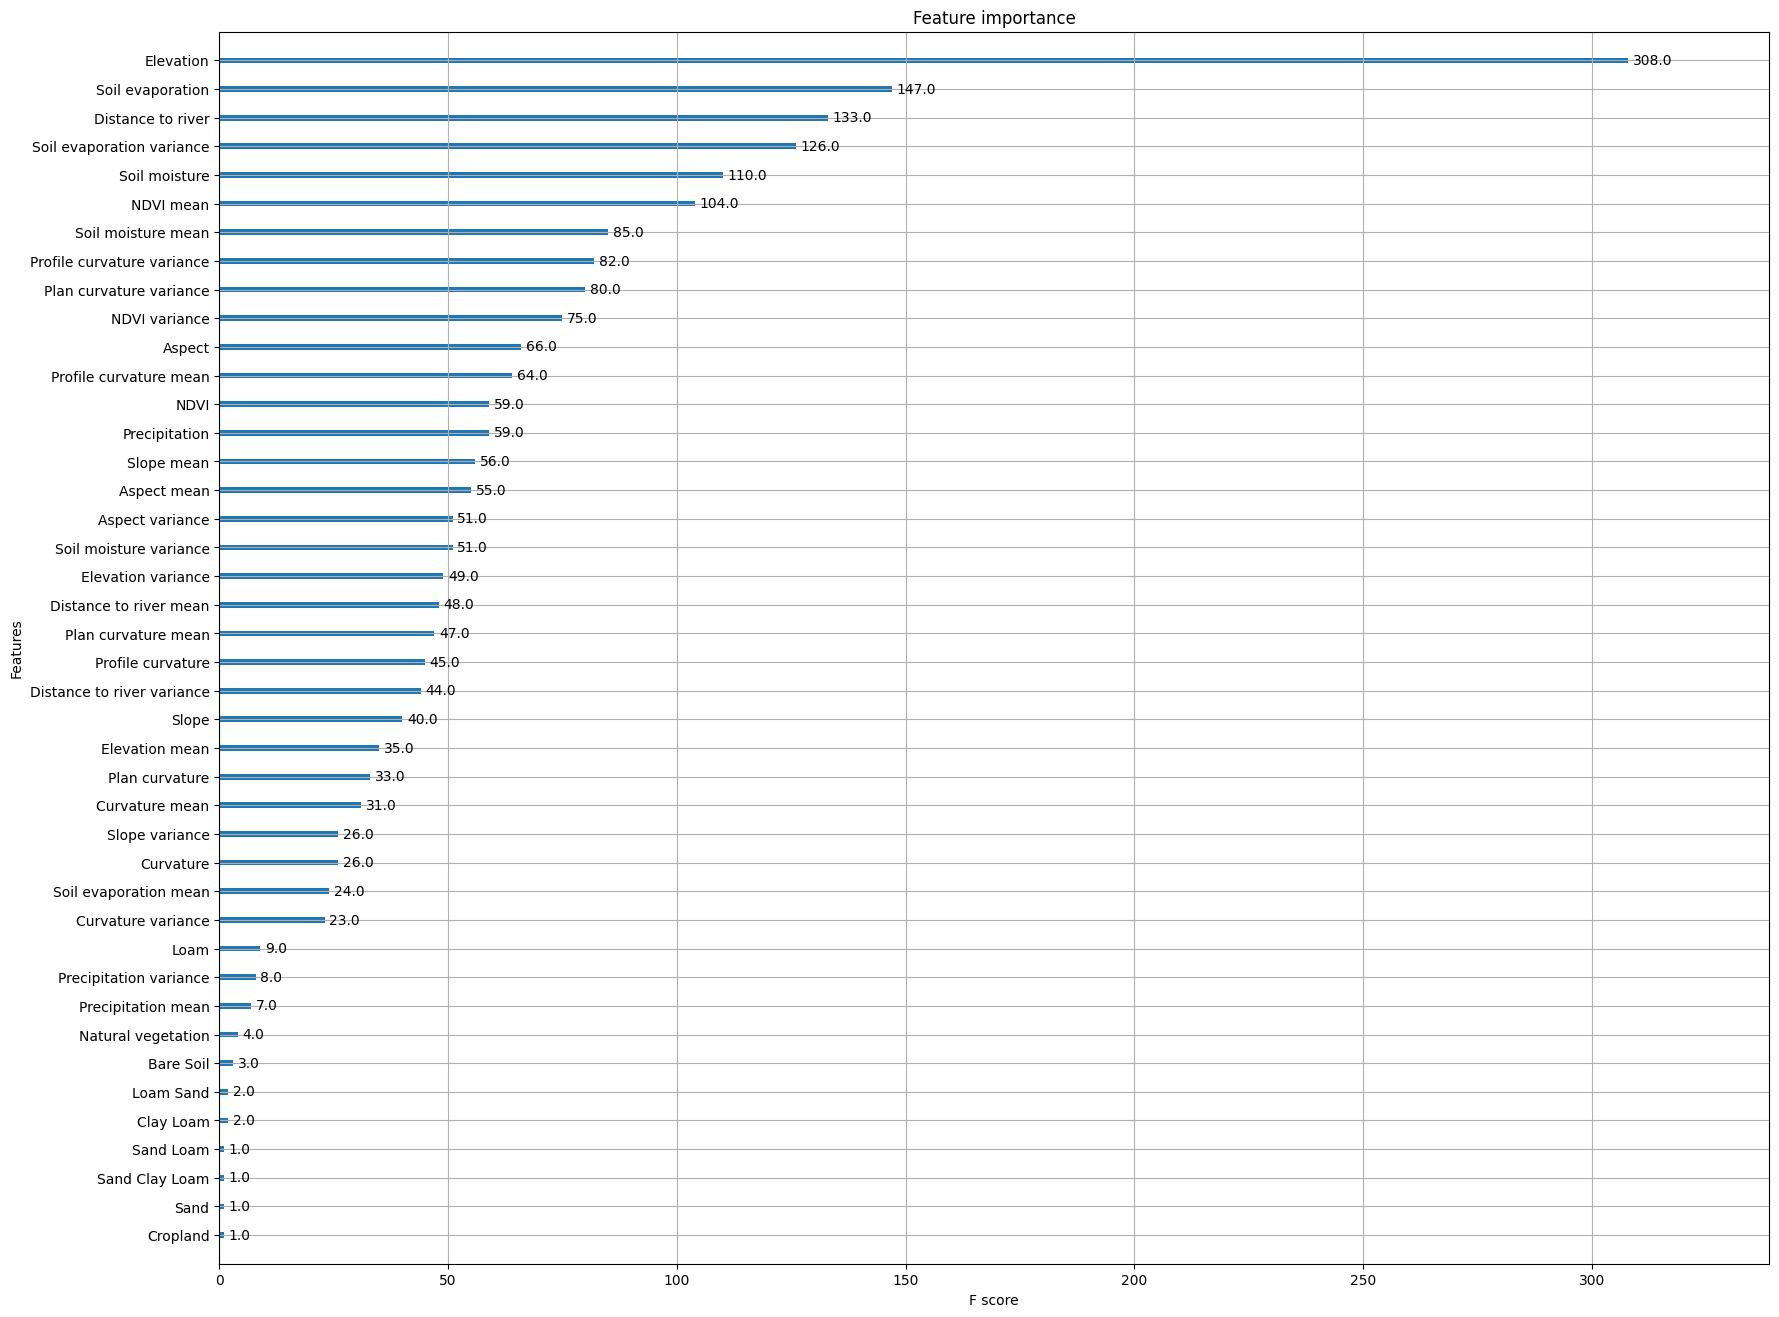 Feature importance
Elevation 308.0
Soil evaporation 147.0
Distance to river 133.0
Soil evaporation variance 126.0
Soil moisture 110.0
NDVI mean 104.0
Soil moisture mean 85.0
Profile curvature variance 82.0
Plan curvature variance 80.0
NDVI variance 75.0
Aspect 66.0
Profile curvature mean 64.0
NDVI 59.0
Precipitation 59.0
Slope mean 56.0
Aspect mean 55.0
Aspect variance 51.0
Soil moisture variance 51.0
Elevation variance 49.0
Distance to river mean 48.0
Plan curvature mean 47.0
Profile curvature 45.0
Distance to river variance 44.0
Slope 40.0
Elevation mean 35.0
Plan curvature 33.0
Curvature mean 31.0
Slope variance 26.0
Curvature 26.0
Soil evaporation mean 24.0
Curvature variance 23.0
Loam 9.0
Precipitation variance 8.0
Precipitation mean 7.0
Natural vegetation 4.0
Bare Soil 3.0
Loam Sand 2.0
Clay Loam 2.0
Sand Loam 1.0
Sand Clay Loam 1.0
Sand 1.0
Cropland 1.0
Features
0 50 100 150 200 250 300
F score